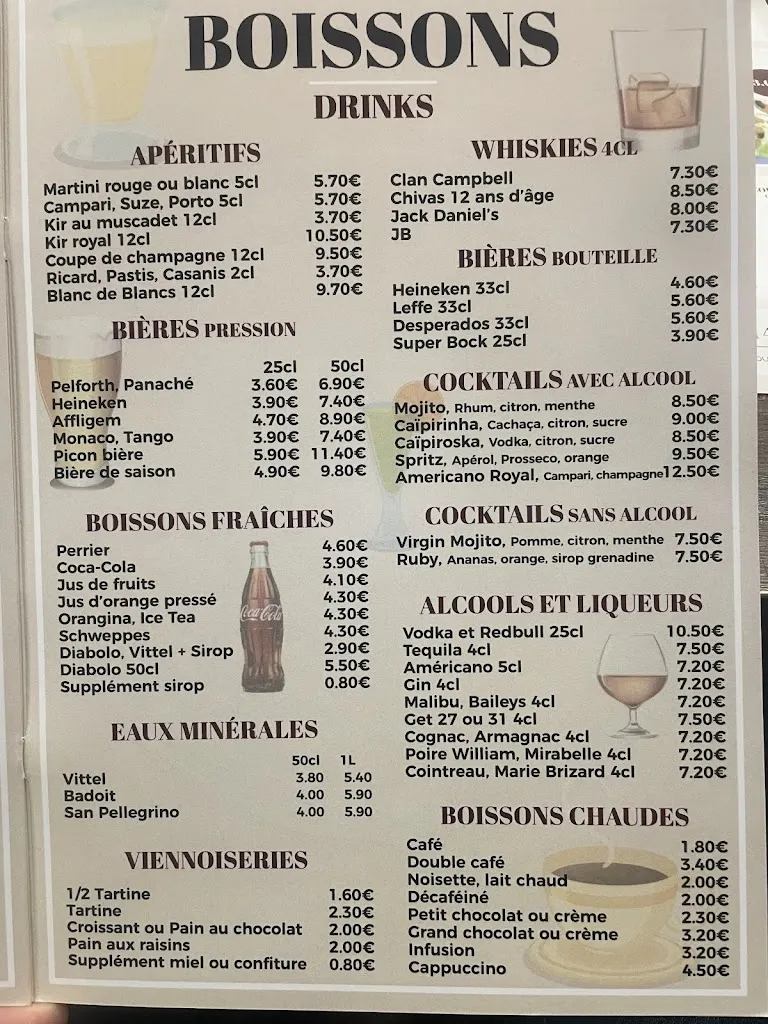 BOISSONS
DRINKS
APÉRITIFS
Martini rouge ou blanc 5cl 5.70€
Campari, Suze, Porto 5cl 5.70€
Kir au muscadet 12cl 3.70€
Kir royal 12cl 10.50€
Coupe de champagne 12cl 9.50€
Ricard, Pastis, Casanis 2cl 3.70€
Blanc de Blancs 12cl 9.70€
BIÈRES PRESSION
25cl 50cl
Pelforth, Panaché 3.60€ 6.90€
Heineken 3.90€ 7.40€
Affligem 4.70€ 8.90€
Monaco, Tango 3.90€ 7.40€
Picon bière 5.90€ 11.40€
Bière de saison 4.90€ 9.80€
BOISSONS FRAÎCHES
Perrier 4.60€
Coca-Cola 3.90€
Jus de fruits 4.10€
Jus d'orange pressé 4.30€
Orangina, Ice Tea 4.30€
Schweppes 4.30€
Diabolo, Vittel + Sirop 2.90€
Diabolo 50cl 5.50€
Supplément sirop 0.80€
Coca-Cola
EAUX MINÉRALES
50cl 1L
Vittel 3.80 5.40
Badoit 4.00 5.90
San Pellegrino 4.00 5.90
VIENNOISERIES
1/2 Tartine 1.60€
Tartine 2.30€
Croissant ou Pain au chocolat 2.00€
Pain aux raisins 2.00€
Supplément miel ou confiture 0.80€
WHISKIES 4CL
Clan Campbell 7.30€
Chivas 12 ans d'âge 8.50€
Jack Daniel's 8.00€
JB 7.30€
BIÈRES BOUTEILLE
Heineken 33cl 4.60€
Leffe 33cl 5.60€
Desperados 33cl 5.60€
Super Bock 25cl 3.90€
COCKTAILS AVEC ALCOOL
Mojito, Rhum, citron, menthe 8.50€
Caïpirinha, Cachaça, citron, sucre 9.00€
Caïpiroska, Vodka, citron, sucre 8.50€
Spritz, Apérol, Prosseco, orange 9.50€
Americano Royal, Campari, champagne 12.50€
COCKTAILS SANS ALCOOL
Virgin Mojito, Pomme, citron, menthe 7.50€
Ruby, Ananas, orange, sirop grenadine 7.50€
ALCOOLS ET LIQUEURS
Vodka et Redbull 25cl 10.50€
Tequila 4cl 7.50€
Américano 5cl 7.20€
Gin 4cl 7.20€
Malibu, Baileys 4cl 7.20€
Get 27 ou 31 4cl 7.50€
Cognac, Armagnac 4cl 7.20€
Poire William, Mirabelle 4cl 7.20€
Cointreau, Marie Brizard 4cl 7.20€
BOISSONS CHAUDES
Café 1.80€
Double café 3.40€
Noisette, lait chaud 2.00€
Décaféiné 2.00€
Petit chocolat ou crème 2.30€
Grand chocolat ou crème 3.20€
Infusion 3.20€
Cappuccino 4.50€